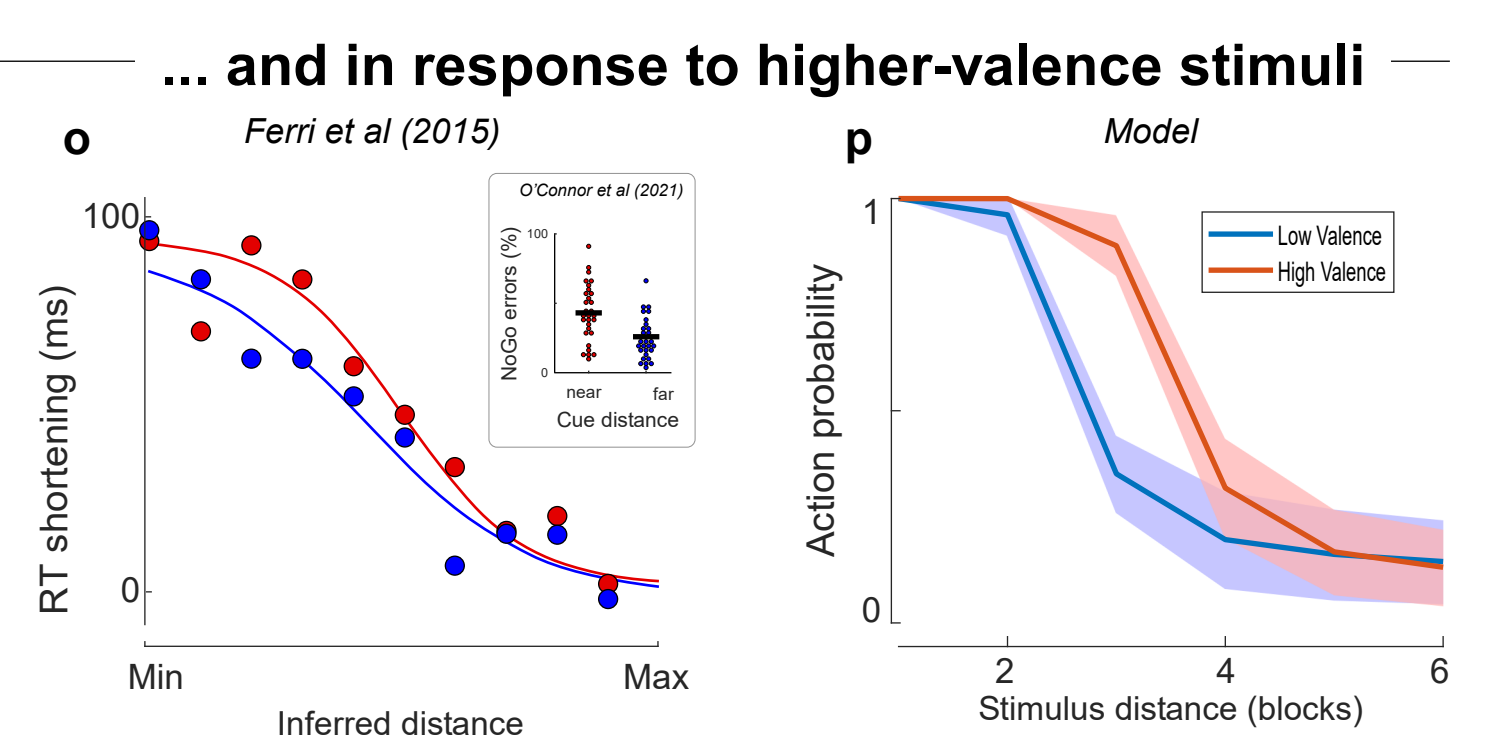 ... and in response to higher-valence stimuli
o
Ferri et al (2015)
RT shortening (ms)
100
0
Min
Max
Inferred distance
O'Connor et al (2021)
NoGo errors (%)
100
0
near
far
Cue distance
p
Model
Action probability
1
0
Low Valence
High Valence
2
4
6
Stimulus distance (blocks)